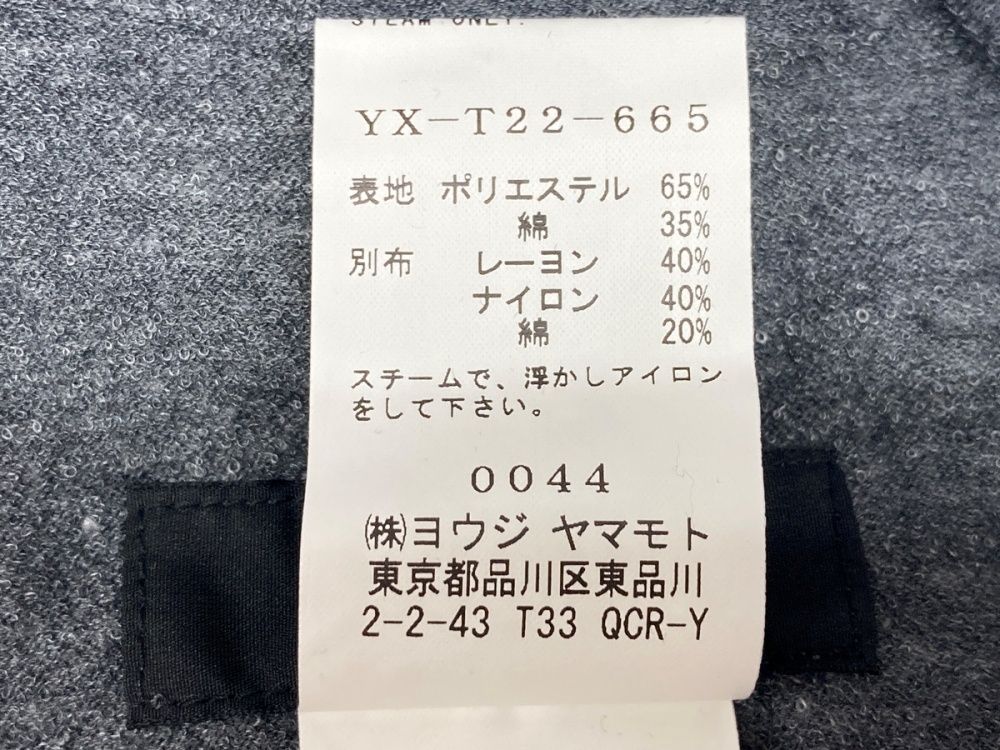 STEAM ONLY.
YX-T22-665
表地 ポリエステル 65%
綿 35%
別布 レーヨン 40%
ナイロン 40%
綿 20%
スチームで、浮かしアイロン
をして下さい。
0044
㈱ヨウジ ヤマモト
東京都品川区東品川
2-2-43 T33 QCR-Y